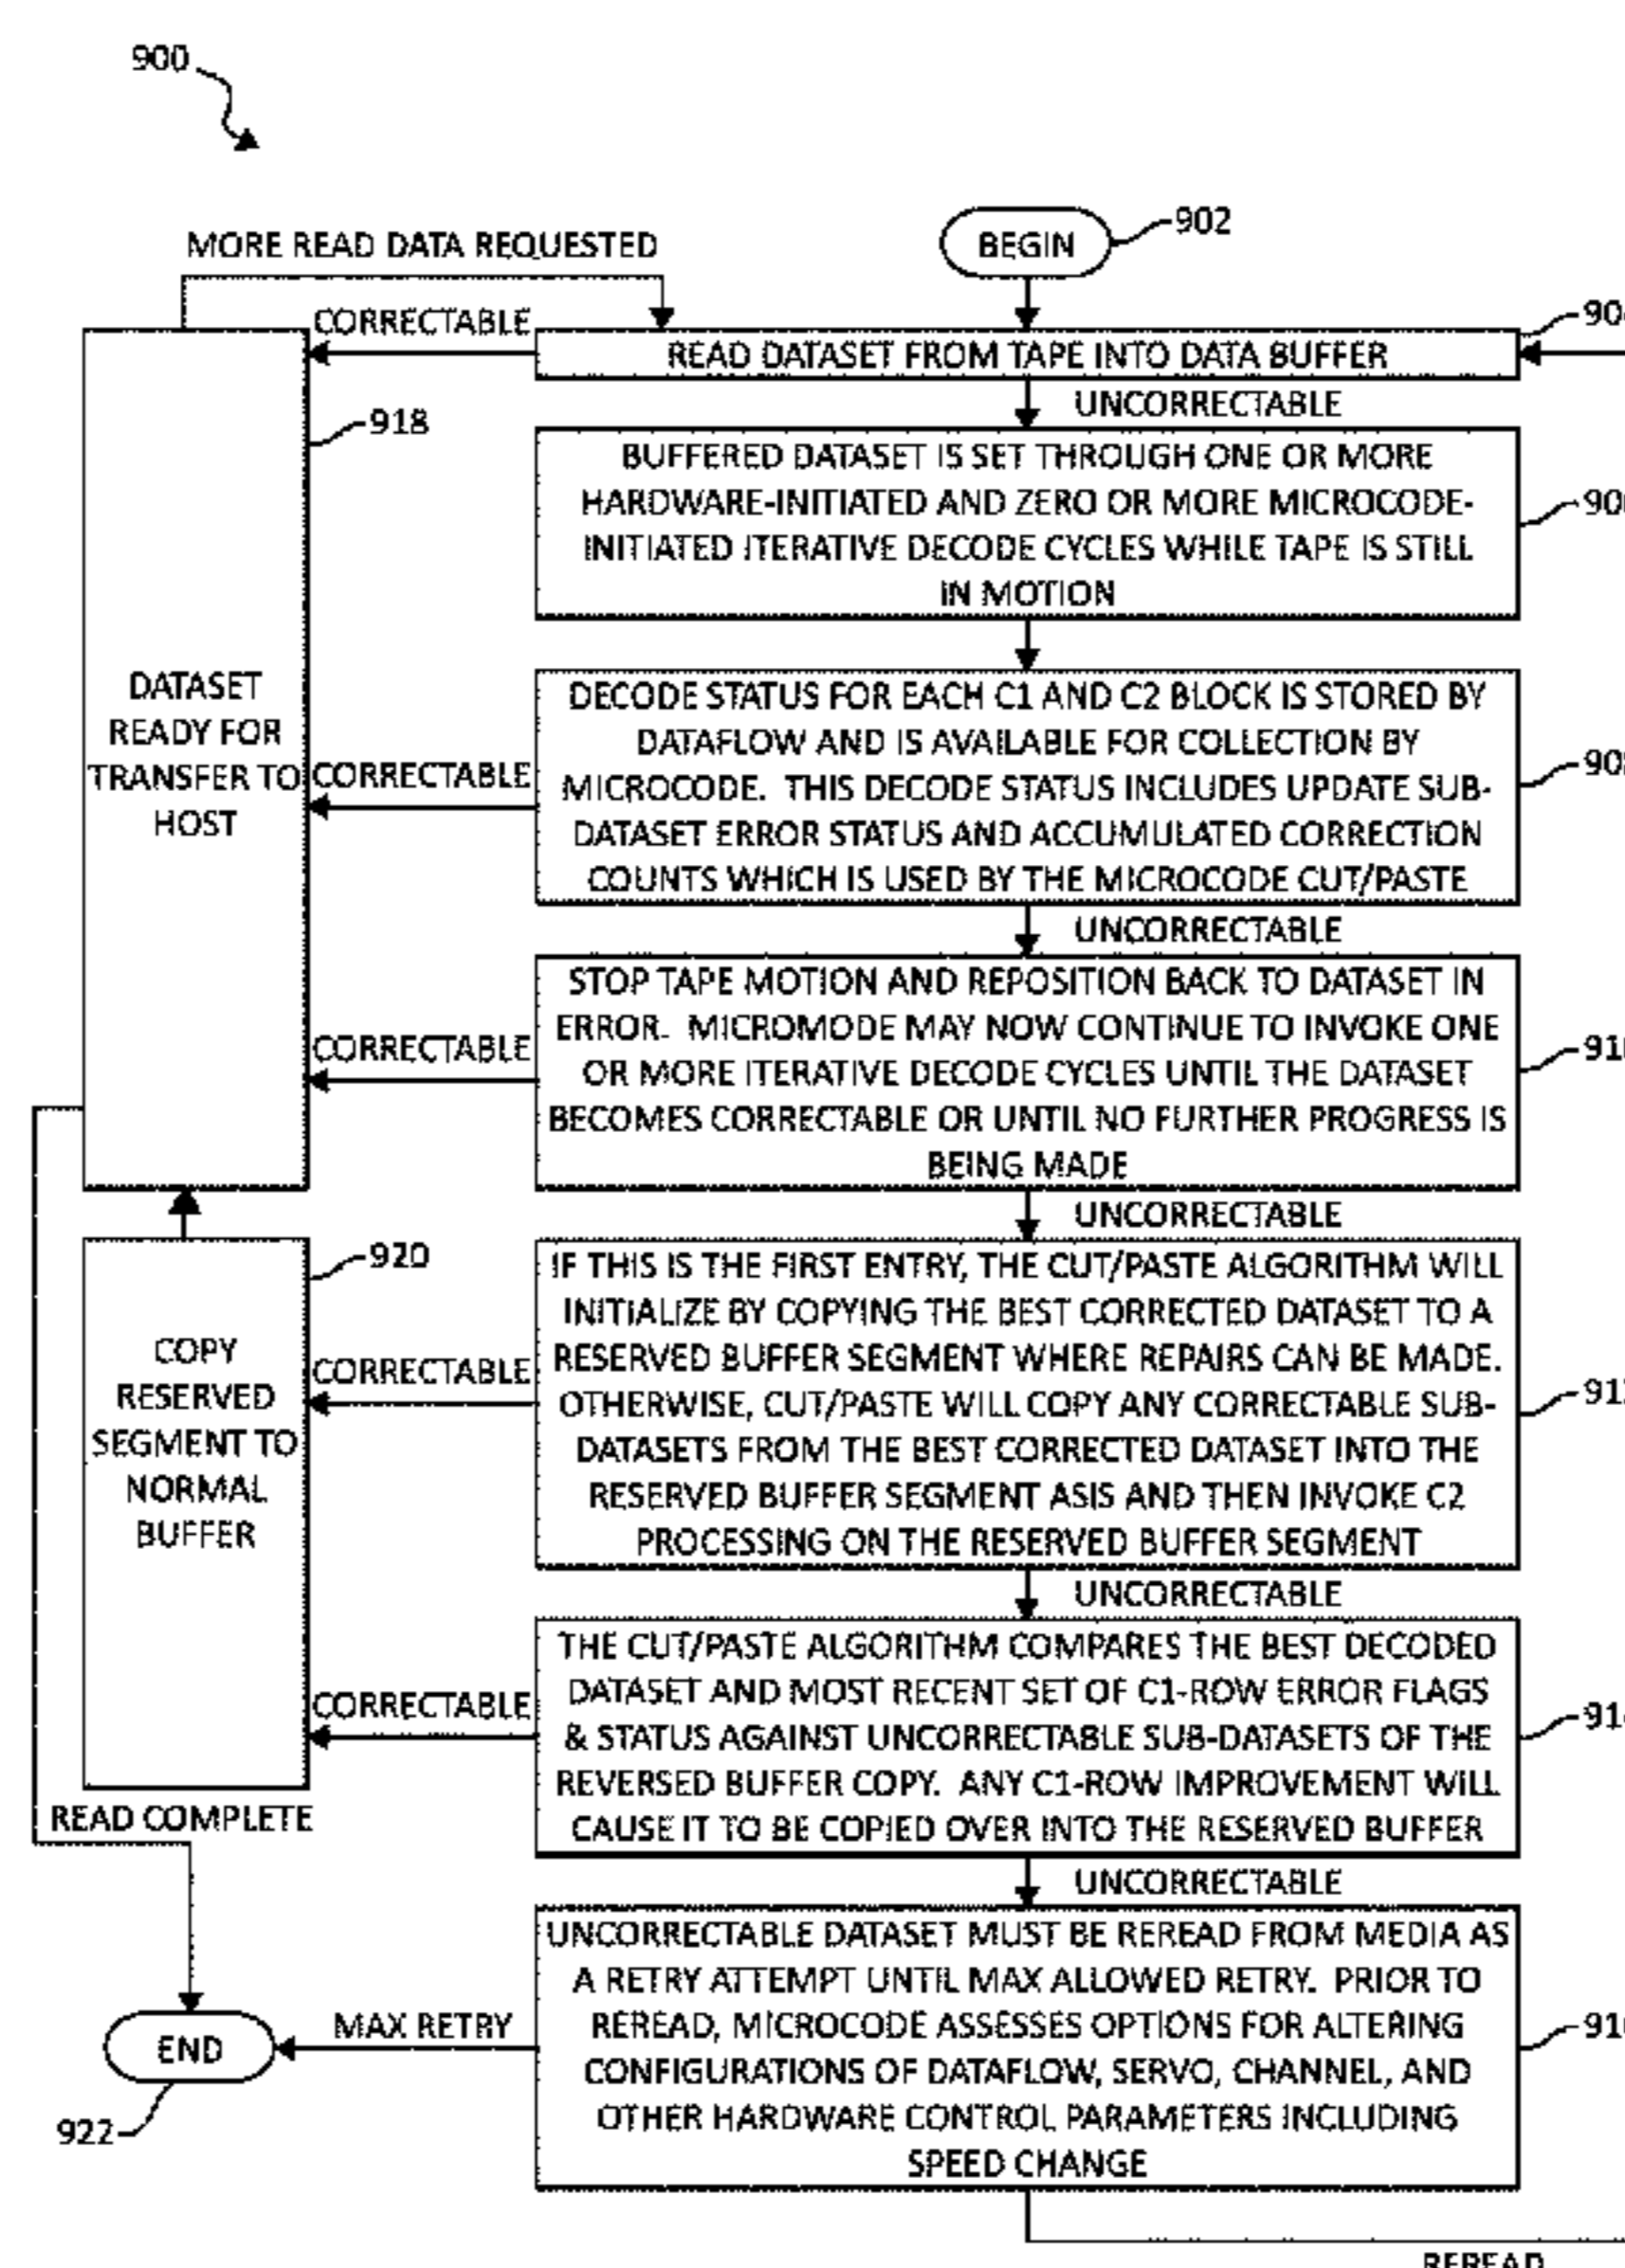 900
902
BEGIN
MORE READ DATA REQUESTED
CORRECTABLE
READ DATASET FROM TAPE INTO DATA BUFFER
UNCORRECTABLE
918
BUFFERED DATASET IS SET THROUGH ONE OR MORE
HARDWARE-INITIATED AND ZERO OR MORE MICROCODE-
INITIATED ITERATIVE DECODE CYCLES WHILE TAPE IS STILL
IN MOTION
DATASET
READY FOR
TRANSFER TO
HOST
CORRECTABLE
DECODE STATUS FOR EACH C1 AND C2 BLOCK IS STORED BY
DATAFLOW AND IS AVAILABLE FOR COLLECTION BY
MICROCODE. THIS DECODE STATUS INCLUDES UPDATE SUB-
DATASET ERROR STATUS AND ACCUMULATED CORRECTION
COUNTS WHICH IS USED BY THE MICROCODE CUT/PASTE
UNCORRECTABLE
CORRECTABLE
STOP TAPE MOTION AND REPOSITION BACK TO DATASET IN
ERROR. MICROMODE MAY NOW CONTINUE TO INVOKE ONE
OR MORE ITERATIVE DECODE CYCLES UNTIL THE DATASET
BECOMES CORRECTABLE OR UNTIL NO FURTHER PROGRESS IS
BEING MADE
UNCORRECTABLE
920
COPY
RESERVED
SEGMENT TO
NORMAL
BUFFER
CORRECTABLE
IF THIS IS THE FIRST ENTRY, THE CUT/PASTE ALGORITHM WILL
INITIALIZE BY COPYING THE BEST CORRECTED DATASET TO A
RESERVED BUFFER SEGMENT WHERE REPAIRS CAN BE MADE.
OTHERWISE, CUT/PASTE WILL COPY ANY CORRECTABLE SUB-
DATASETS FROM THE BEST CORRECTED DATASET INTO THE
RESERVED BUFFER SEGMENT ASIS AND THEN INVOKE C2
PROCESSING ON THE RESERVED BUFFER SEGMENT
UNCORRECTABLE
CORRECTABLE
THE CUT/PASTE ALGORITHM COMPARES THE BEST DECODED
DATASET AND MOST RECENT SET OF C1-ROW ERROR FLAGS
& STATUS AGAINST UNCORRECTABLE SUB-DATASETS OF THE
REVERSED BUFFER COPY. ANY C1-ROW IMPROVEMENT WILL
CAUSE IT TO BE COPIED OVER INTO THE RESERVED BUFFER
READ COMPLETE
UNCORRECTABLE
UNCORRECTABLE DATASET MUST BE REREAD FROM MEDIA AS
A RETRY ATTEMPT UNTIL MAX ALLOWED RETRY. PRIOR TO
REREAD, MICROCODE ASSESSES OPTIONS FOR ALTERING
CONFIGURATIONS OF DATAFLOW, SERVO, CHANNEL, AND
OTHER HARDWARE CONTROL PARAMETERS INCLUDING
SPEED CHANGE
MAX RETRY
END
922
REREAD